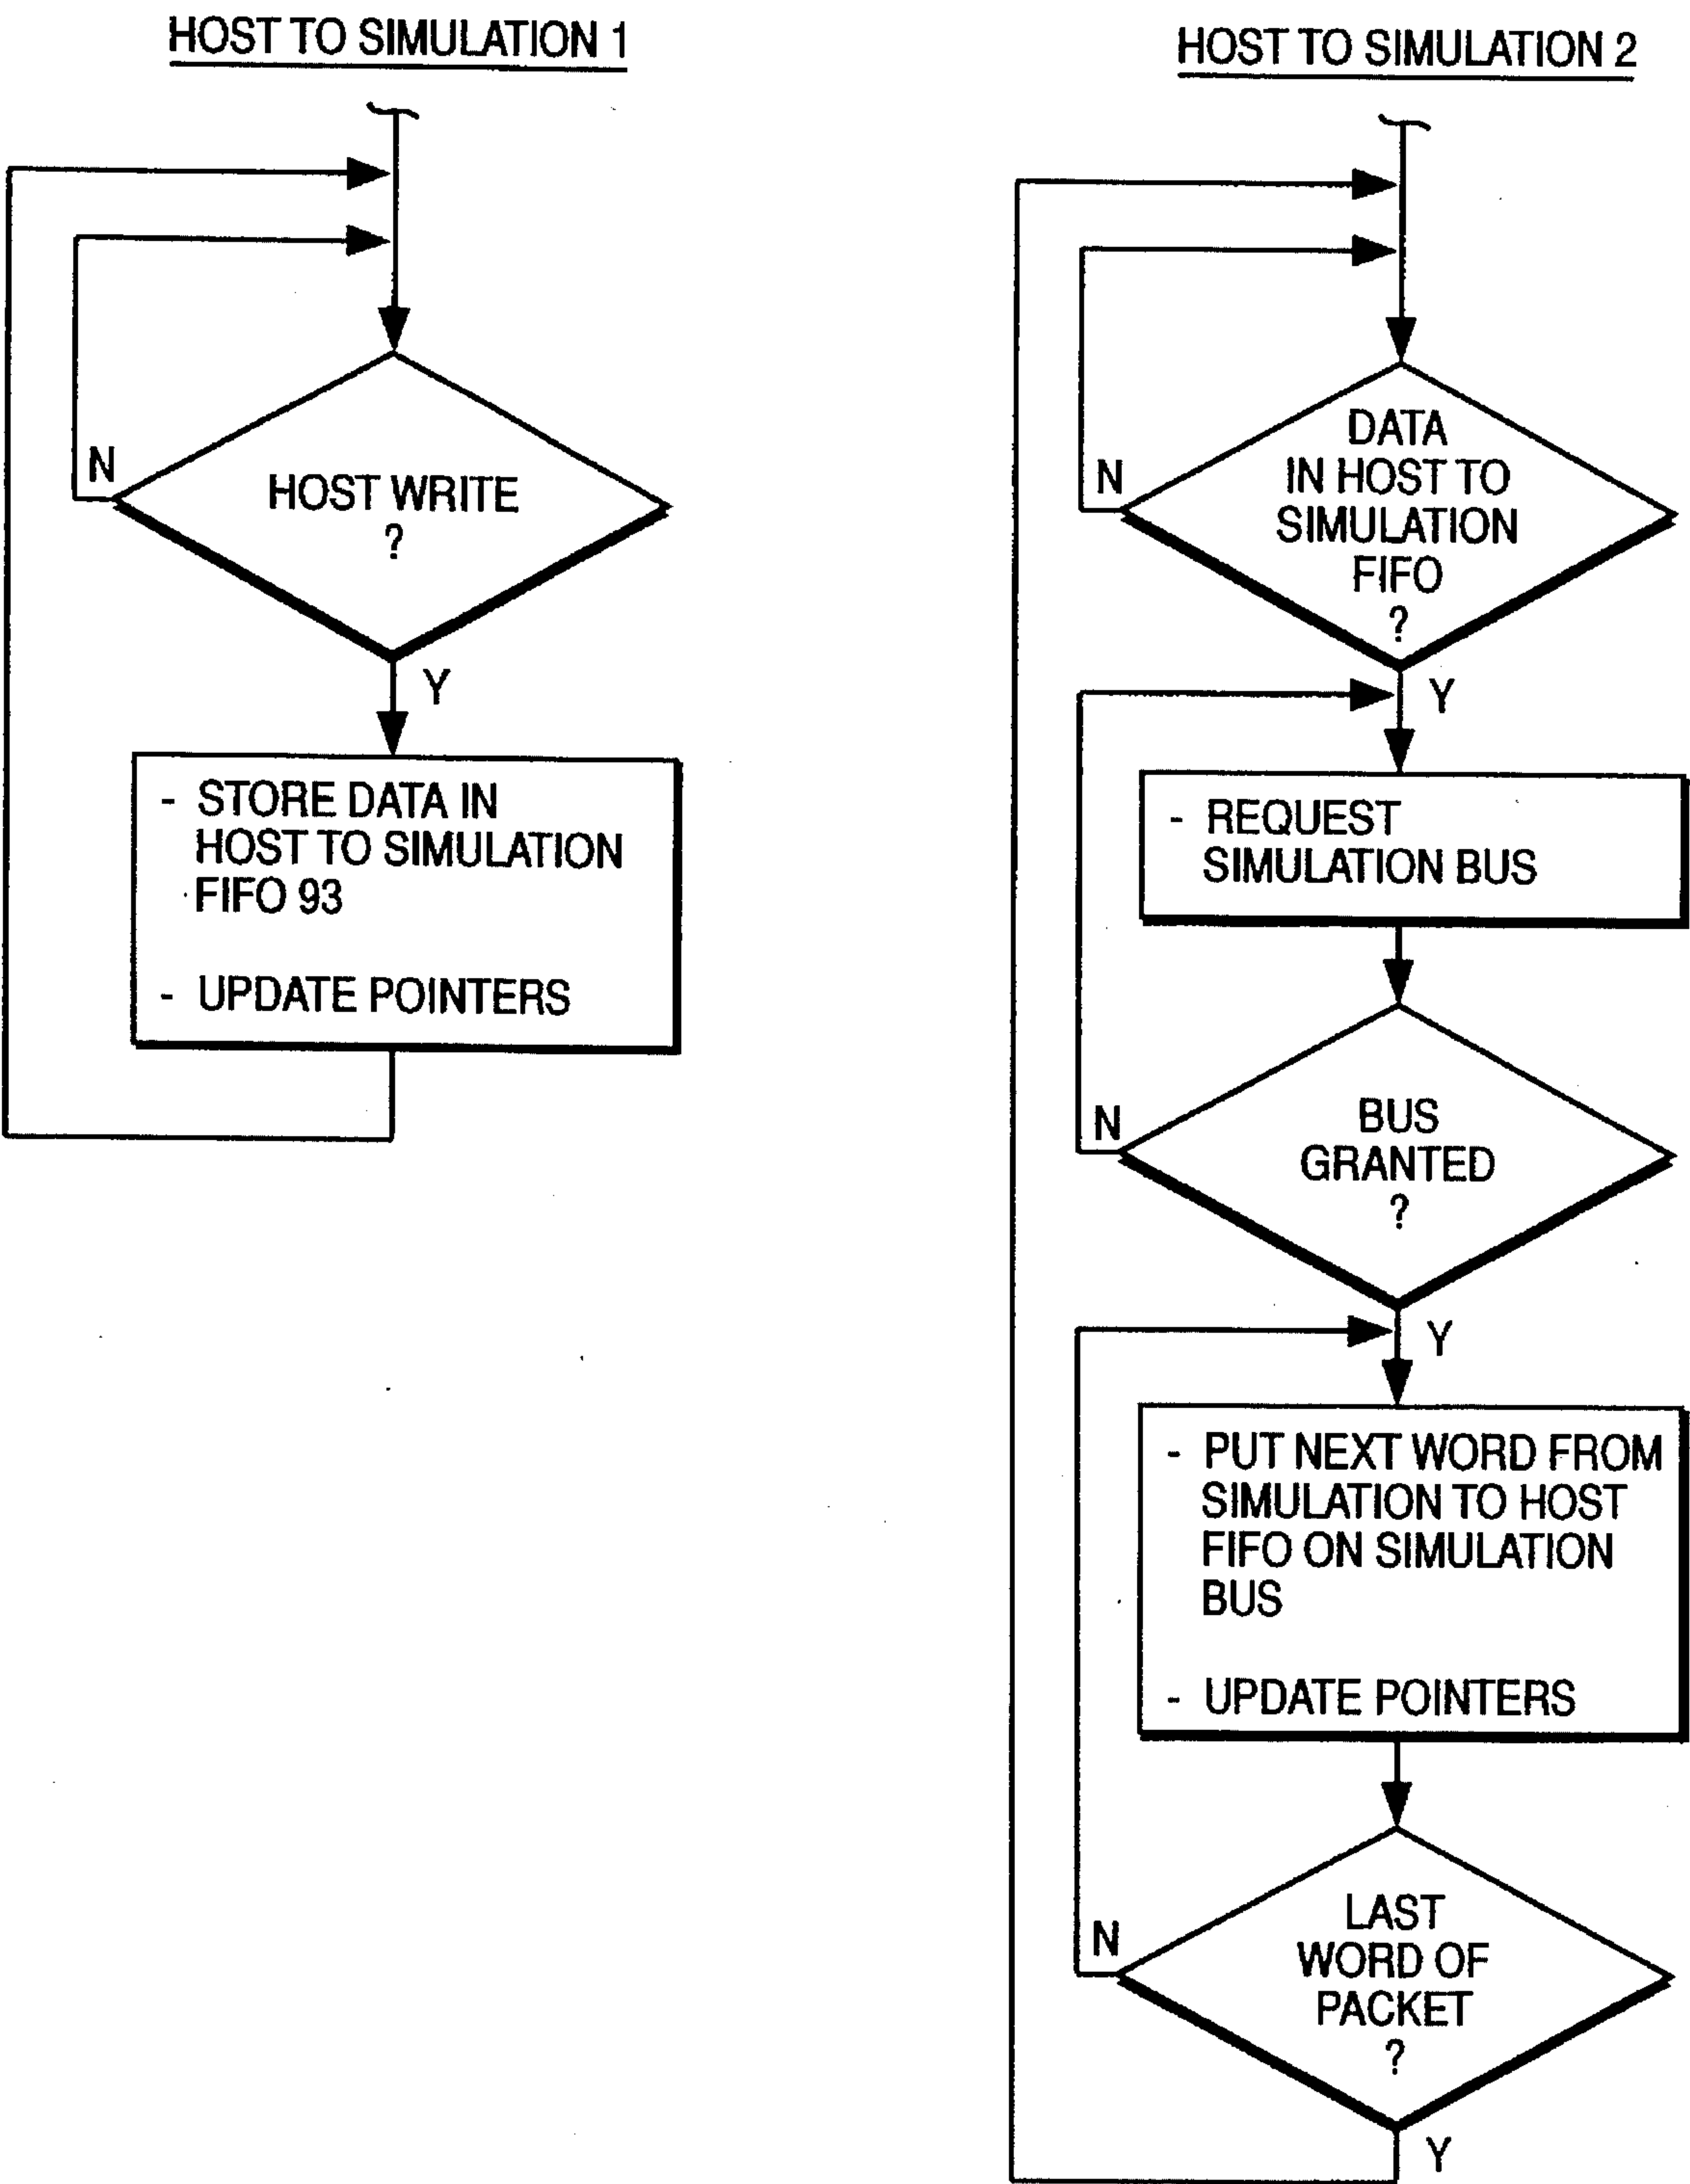 HOST TO SIMULATION 1
N
HOST WRITE
?
Y
- STORE DATA IN
HOST TO SIMULATION
FIFO 93
- UPDATE POINTERS
HOST TO SIMULATION 2
DATA
IN HOST TO
SIMULATION
FIFO
?
N
Y
- REQUEST
SIMULATION BUS
BUS
GRANTED
?
N
Y
- PUT NEXT WORD FROM
SIMULATION TO HOST
FIFO ON SIMULATION
BUS
- UPDATE POINTERS
LAST
WORD OF
PACKET
?
N
Y